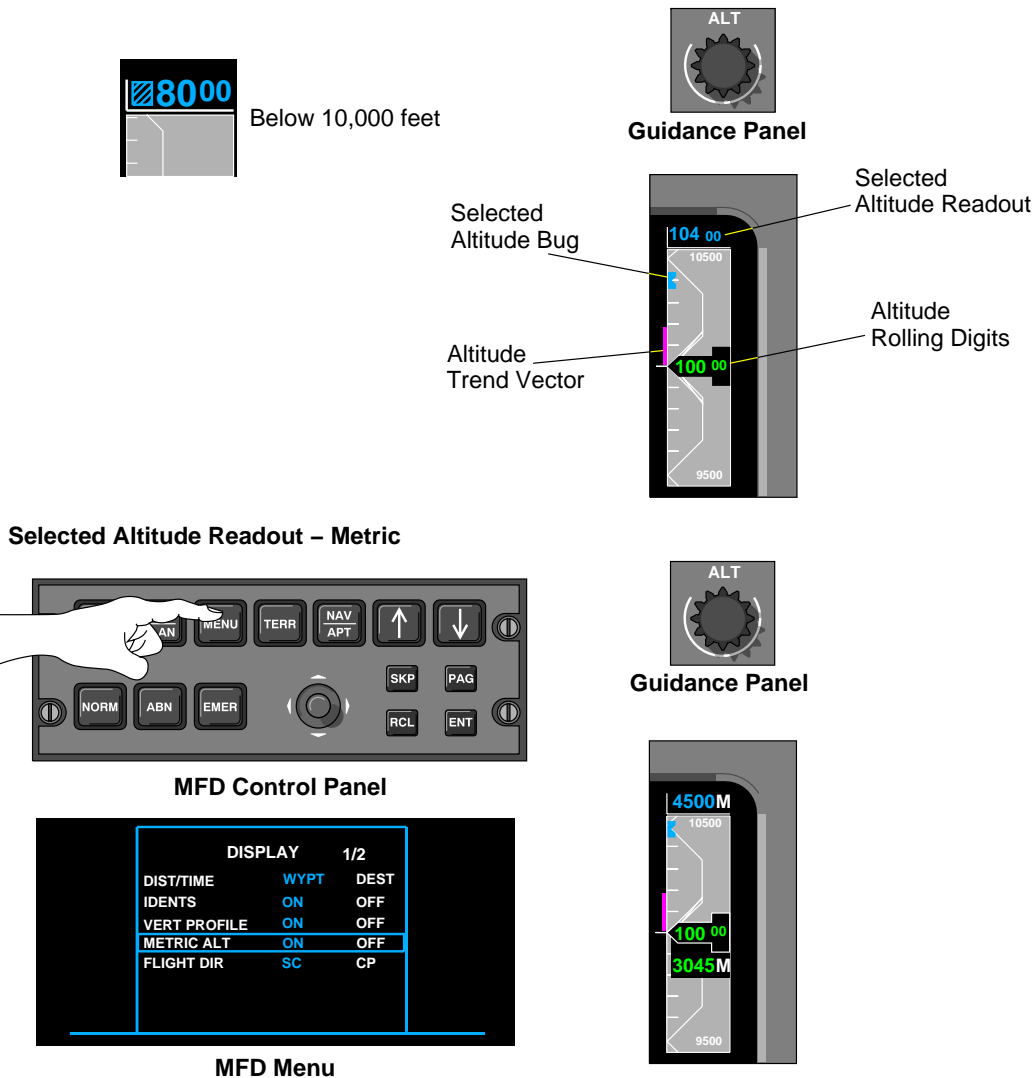 ALT
8000
Below 10,000 feet
Guidance Panel
Selected
Altitude Readout
Selected
Altitude Bug
104 00
10500
Altitude
Rolling Digits
Altitude
Trend Vector
100 00
9500
Selected Altitude Readout – Metric
ALT
MENU
TERR
NAV
APT
AN
SKP
PAG
NORM
ABN
EMER
RCL
ENT
Guidance Panel
MFD Control Panel
4500M
10500
DISPLAY 1/2
DIST/TIME WYPT DEST
IDENTS ON OFF
VERT PROFILE ON OFF
METRIC ALT ON OFF
FLIGHT DIR SC CP
100 00
3045M
9500
MFD Menu